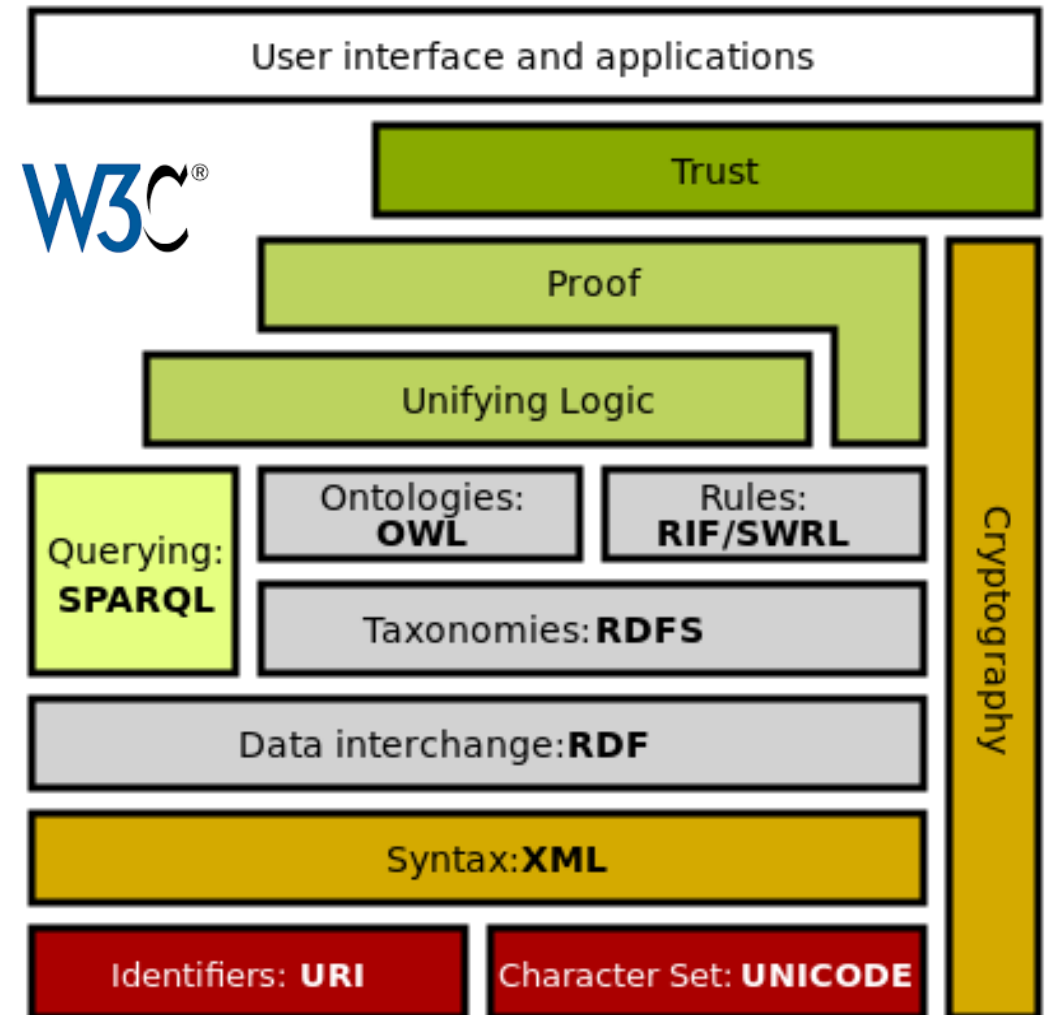 User interface and applications
Trust
W3C®
Proof
Unifying Logic
Ontologies:
OWL
Rules:
RIF/SWRL
Querying:
SPARQL
Taxonomies: RDFS
Cryptography
Data interchange:RDF
Syntax:XML
Identifiers: URI
Character Set: UNICODE